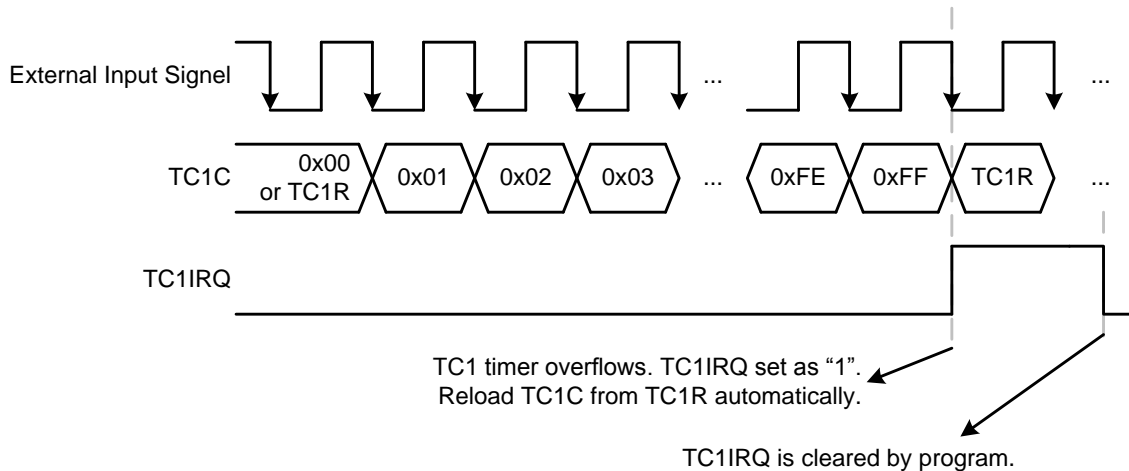 External Input Signel
...
...
TC1C
0x00
or TC1R
0x01
0x02
0x03
...
0xFE
0xFF
TC1R
...
TC1IRQ
TC1 timer overflows. TC1IRQ set as “1”.
Reload TC1C from TC1R automatically.
TC1IRQ is cleared by program.